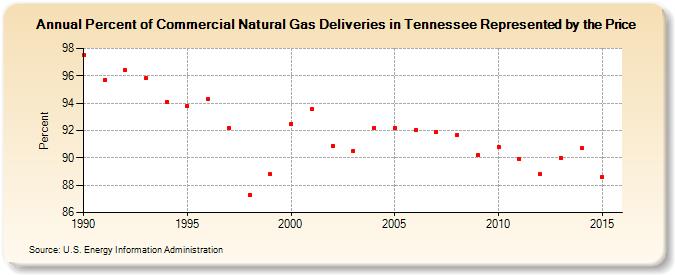 Annual Percent of Commercial Natural Gas Deliveries in Tennessee Represented by the Price
Percent
98
96
94
92
90
88
86
1990 1995 2000 2005 2010 2015
Source: U.S. Energy Information Administration